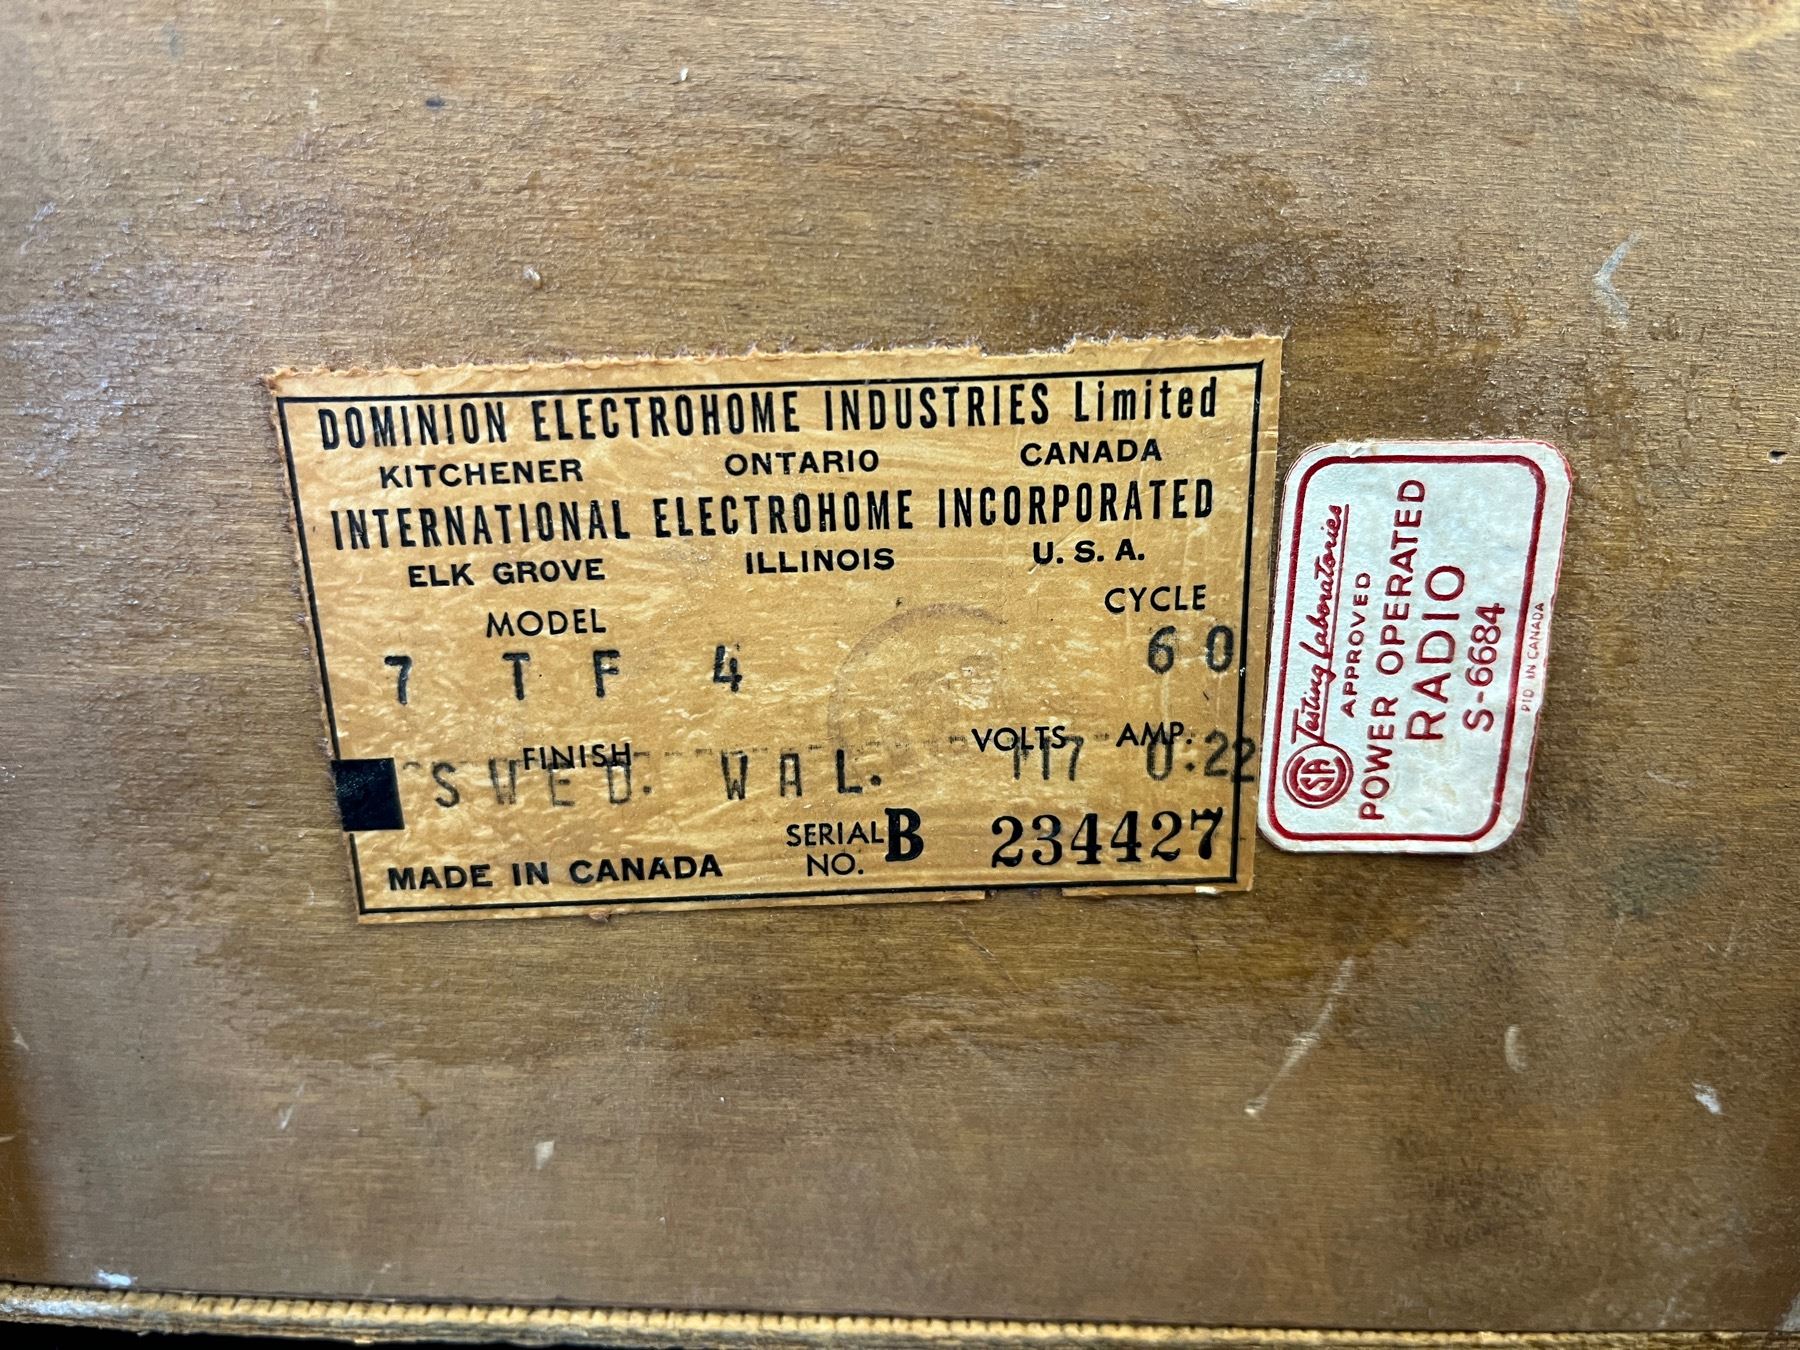 DOMINION ELECTROHOME INDUSTRIES Limited
KITCHENER ONTARIO CANADA
INTERNATIONAL ELECTROHOME INCORPORATED
ELK GROVE ILLINOIS U. S. A.
MODEL CYCLE
7 T F 4 60
FINISH VOLTS AMP.
SWED. WAL. 117 0.22
SERIAL NO. B 234427
MADE IN CANADA
CSA Testing Laboratories
APPROVED
POWER OPERATED
RADIO
S-6684
PTD IN CANADA